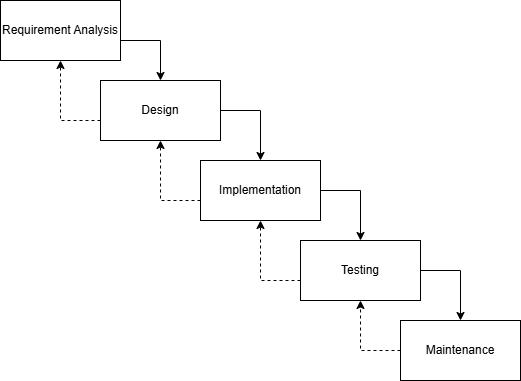 Requirement Analysis
Design
Implementation
Testing
Maintenance